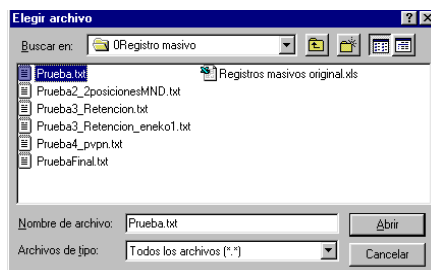 Elegir archivo
Buscar en: 0Registro masivo
Prueba.txt
Prueba2_2posicionesMND.txt
Prueba3_Retencion.txt
Prueba3_Retencion_eneko1.txt
Prueba4_pvpn.txt
PruebaFinal.txt
Registros masivos original.xls
Nombre de archivo: Prueba.txt
Abrir
Archivos de tipo: Todos los archivos (*.*)
Cancelar